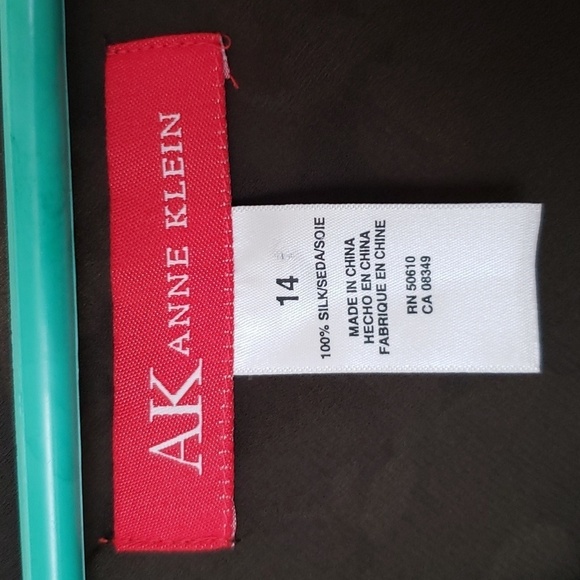 AK ANNE KLEIN
14
100% SILK/SEDA/SOIE
MADE IN CHINA
HECHO EN CHINA
FABRIQUE EN CHINE
RN 50610
CA 08349